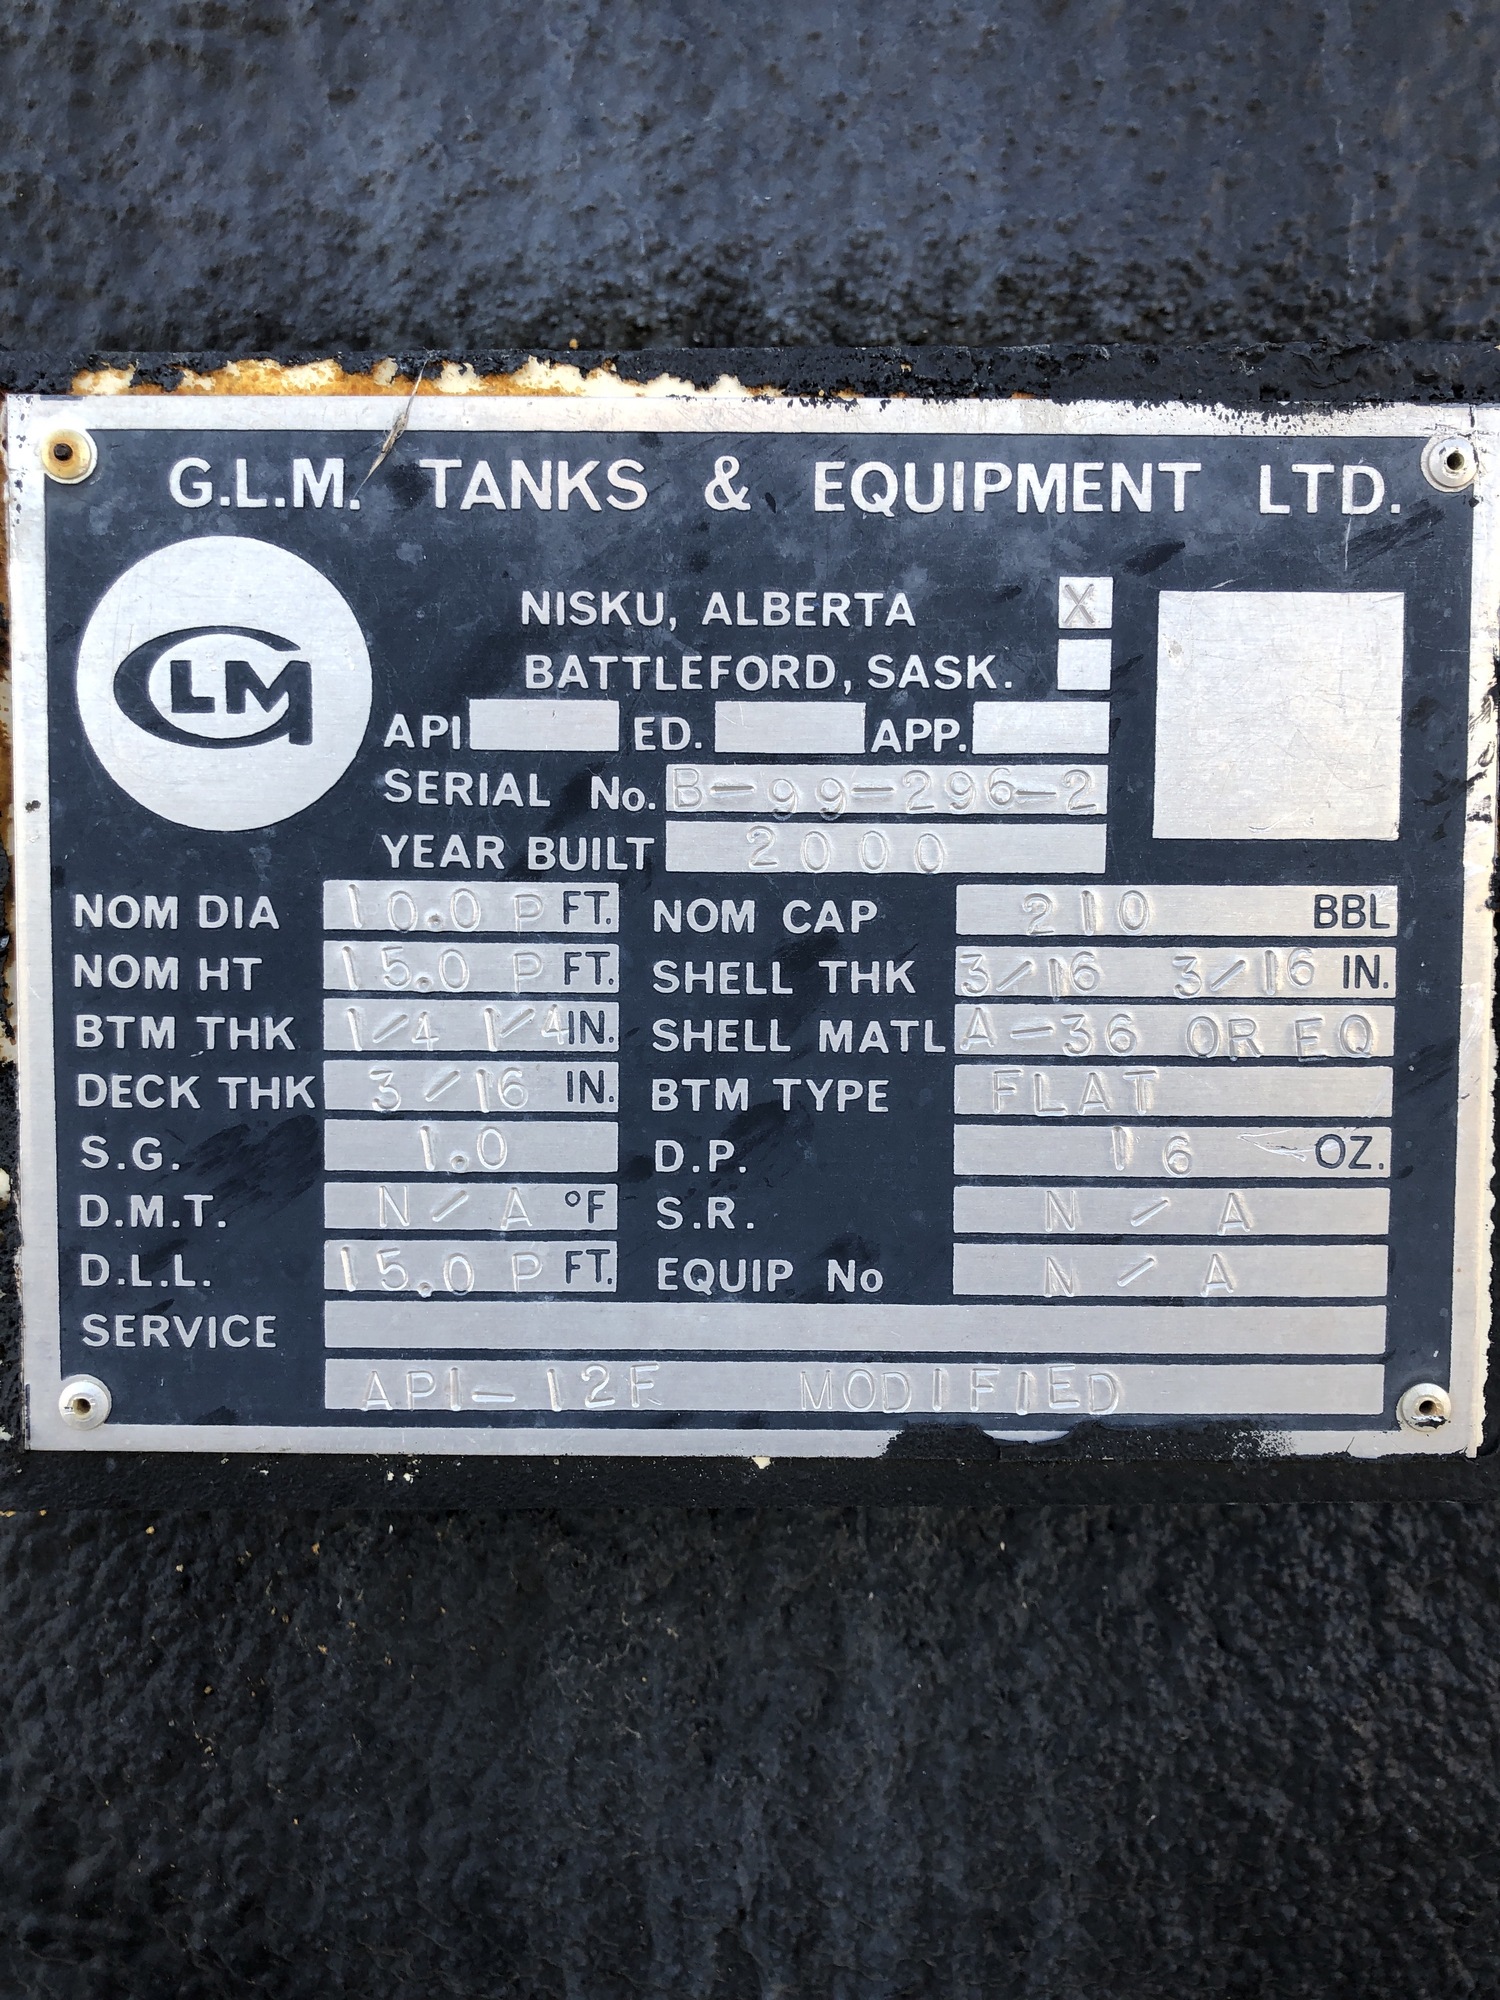 G.L.M. TANKS & EQUIPMENT LTD.
GLM
NISKU, ALBERTA X
BATTLEFORD, SASK.
API ED. APP.
SERIAL No. B-99-296-2
YEAR BUILT 2000
NOM DIA 10.0 P FT. NOM CAP 210 BBL
NOM HT 15.0 P FT. SHELL THK 3/16 3/16 IN.
BTM THK 1/4 1/4 IN. SHELL MATL A-36 OR EQ
DECK THK 3/16 IN. BTM TYPE FLAT
S.G. 1.0 D.P. 16 OZ.
D.M.T. N/A °F S.R. N/A
D.L.L. 15.0 P FT. EQUIP No N/A
SERVICE
API-12F MODIFIED